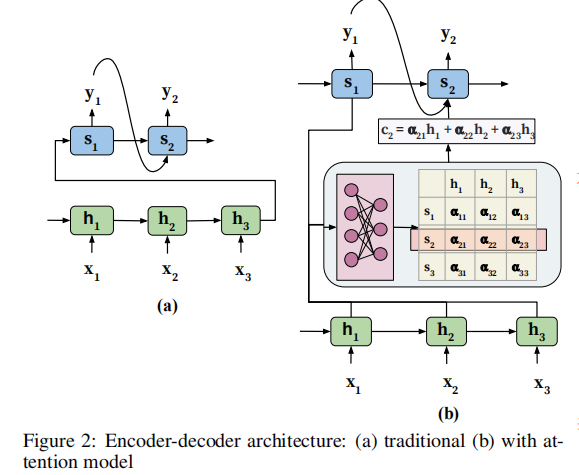 y1 y2
s1 s2
h1 h2 h3
x1 x2 x3
(a)
y1 y2
s1 s2
c2 = α21h1 + α22h2 + α23h3
h1 h2 h3
s1 α11 α12 α13
s2 α21 α22 α23
s3 α31 α32 α33
h1 h2 h3
x1 x2 x3
(b)
Figure 2: Encoder-decoder architecture: (a) traditional (b) with at-
tention model